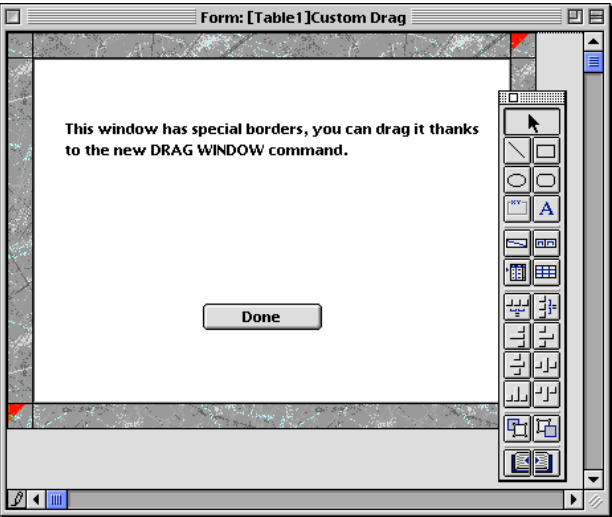 Form: [Table1]Custom Drag
This window has special borders, you can drag it thanks
to the new DRAG WINDOW command.
XY
A
Done